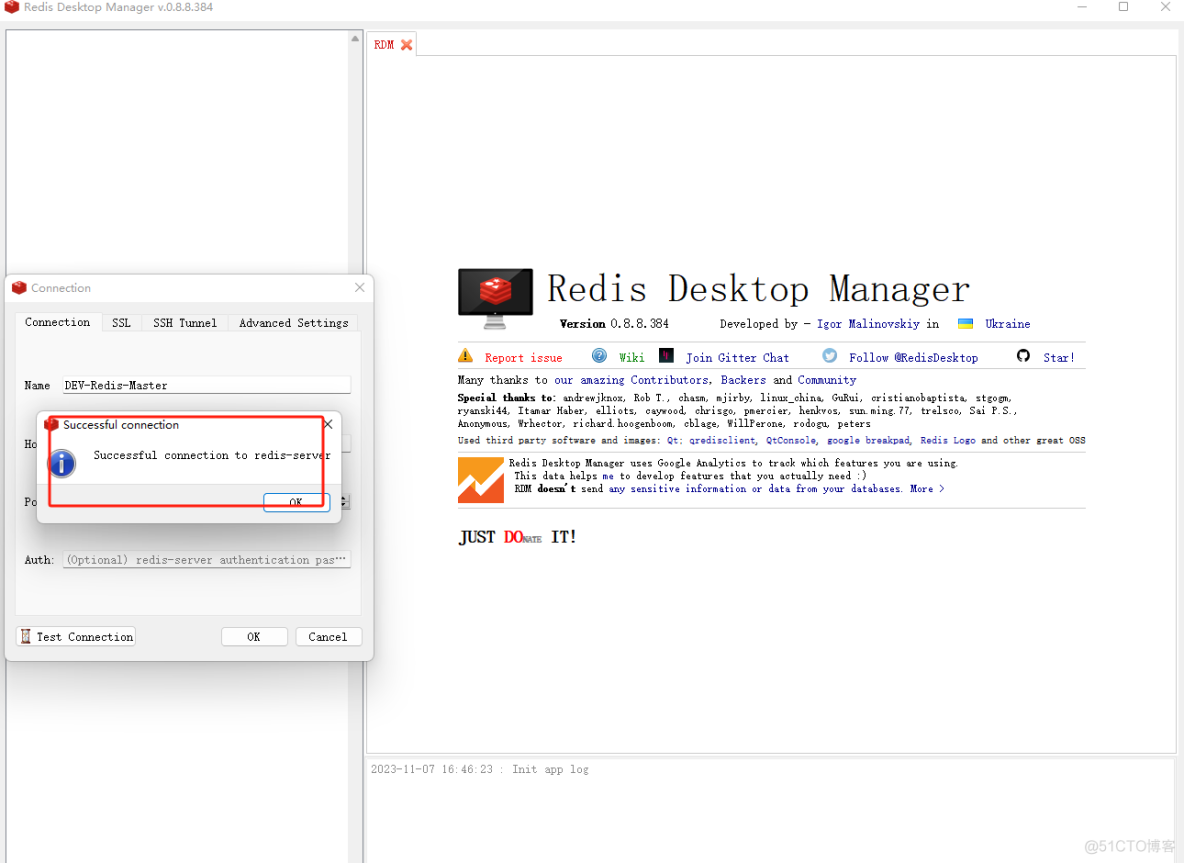 Redis Desktop Manager v.0.8.8.384
RDM
Connection
Connection SSL SSH Tunnel Advanced Settings
Name DEV-Redis-Master
Successful connection
Ho
Successful connection to redis-server
Po
OK
Auth: (Optional) redis-server authentication pas…
Test Connection OK Cancel
Redis Desktop Manager
Version 0.8.8.384 Developed by - Igor Malinovskiy in Ukraine
Report issue Wiki Join Gitter Chat Follow @RedisDesktop Star!
Many thanks to our amazing Contributors, Backers and Community
Special thanks to: andrewjknox, Rob T., chasm, mjirby, linux_china, GuRui, cristianobaptista, stgogm,
ryanski44, Itamar Haber, elliots, caywood, chrisgo, pmercier, henkvos, sun.ming.77, trelsco, Sai P.S.,
Anonymous, Wrhector, richard.hoogenboom, cblage, WillPerone, rodogu, peters
Used third party software and images: Qt; qredisclient, QtConsole, google breakpad, Redis Logo and other great OSS
Redis Desktop Manager uses Google Analytics to track which features you are using.
This data helps me to develop features that you actually need :)
RDM doesn't send any sensitive information or data from your databases. More >
JUST DONATE IT!
2023-11-07 16:46:23 : Init app log
@51CTO博客